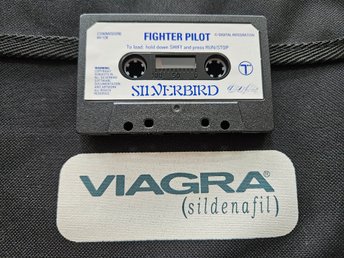 COMMODORE
64/128
FIGHTER PILOT
© DIGITAL INTEGRATION
To load: hold down SHIFT and press RUN/STOP
WARNING
T
SILVERBIRD
VIAGRA®
(sildenafil)